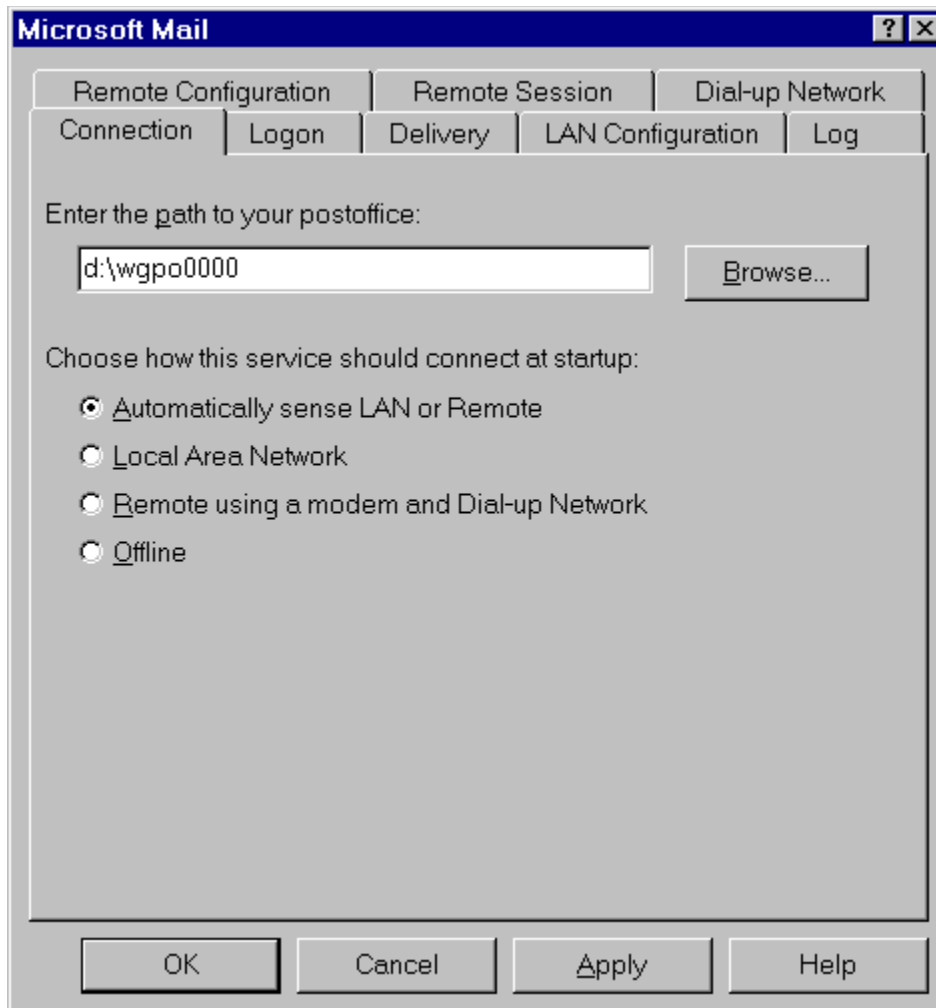 Microsoft Mail
Remote Configuration Remote Session Dial-up Network
Connection Logon Delivery LAN Configuration Log
Enter the path to your postoffice:
d:\wgpo0000 Browse...
Choose how this service should connect at startup:
Automatically sense LAN or Remote
Local Area Network
Remote using a modem and Dial-up Network
Offline
OK Cancel Apply Help